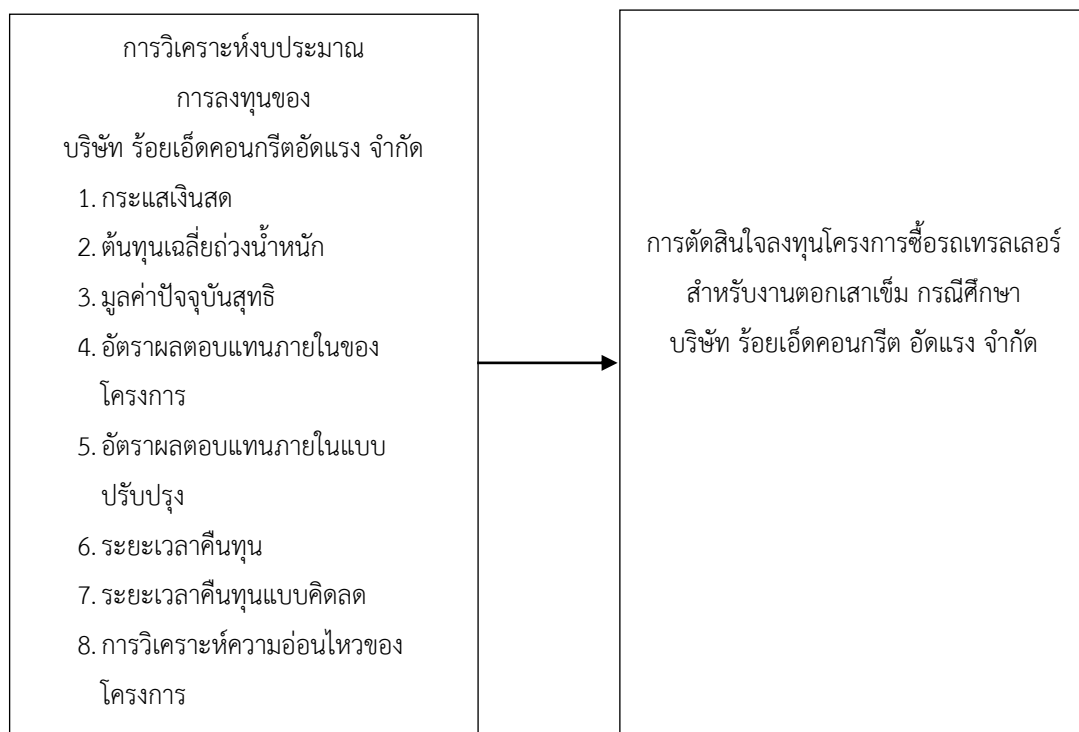 การวิเคราะห์งบประมาณ
การลงทุนของ
บริษัท ร้อยเอ็ดคอนกรีตอัดแรง จำกัด
1. กระแสเงินสด
2. ต้นทุนเฉลี่ยถ่วงน้ำหนัก
3. มูลค่าปัจจุบันสุทธิ
4. อัตราผลตอบแทนภายในของ
โครงการ
5. อัตราผลตอบแทนภายในแบบ
ปรับปรุง
6. ระยะเวลาคืนทุน
7. ระยะเวลาคืนทุนแบบคิดลด
8. การวิเคราะห์ความอ่อนไหวของ
โครงการ
การตัดสินใจลงทุนโครงการซื้อรถเทรลเลอร์
สำหรับงานตอกเสาเข็ม กรณีศึกษา
บริษัท ร้อยเอ็ดคอนกรีต อัดแรง จำกัด